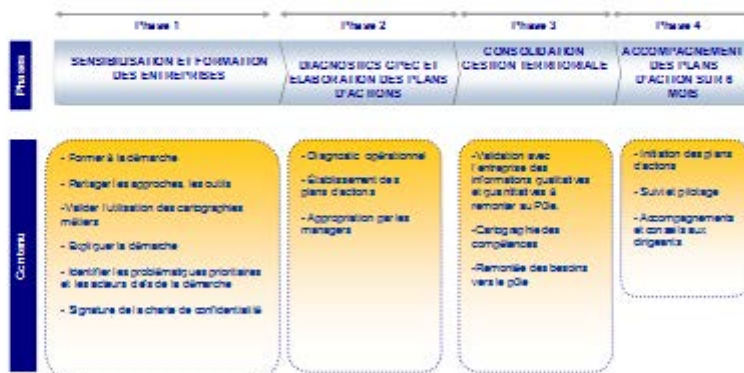 Phase 1
Phase 2
Phase 3
Phase 4
Phases
SENSIBILISATION ET FORMATION
DES ENTREPRISES
DIAGNOSTICS GPEC ET
ELABORATION DES PLANS
D'ACTIONS
CONSOLIDATION
GESTION TERRITORIALE
ACCOMPAGNEMENT
DES PLANS
D'ACTION SUR 6
MOIS
Contenu
- Former à la démarche
- Partager les approches, les outils
-Valider l'utilisation des cartographies
métiers
- Expliquer la démarche
- Identifier les problématiques prioritaires
et les acteurs clefs de la démarche
- Signature de la charte de confidentialité
-Diagnostic opérationnel
-Établissement des
plans d'actions
- Appropriation par les
managers
-Validation avec
l'entreprise des
informations qualitatives
et quantitatives à
remonter au Pôle.
-Cartographie des
compétences
-Remontée des besoins
vers le pôle
-Initiation des plans
d'actions
- Suivi et pilotage
- Accompagnements
et conseils aux
dirigeants